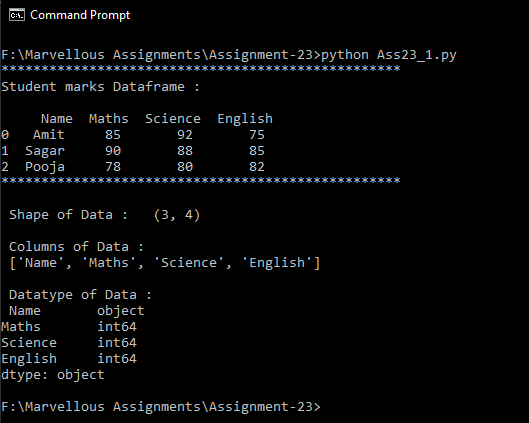 Command Prompt
F:\Marvellous Assignments\Assignment-23>python Ass23_1.py
**************************************************
Student marks Dataframe :
    Name  Maths  Science  English
0   Amit     85       92       75
1  Sagar     90       88       85
2  Pooja     78       80       82
**************************************************
Shape of Data :   (3, 4)
Columns of Data :
['Name', 'Maths', 'Science', 'English']
Datatype of Data :
Name       object
Maths       int64
Science     int64
English     int64
dtype: object
F:\Marvellous Assignments\Assignment-23>